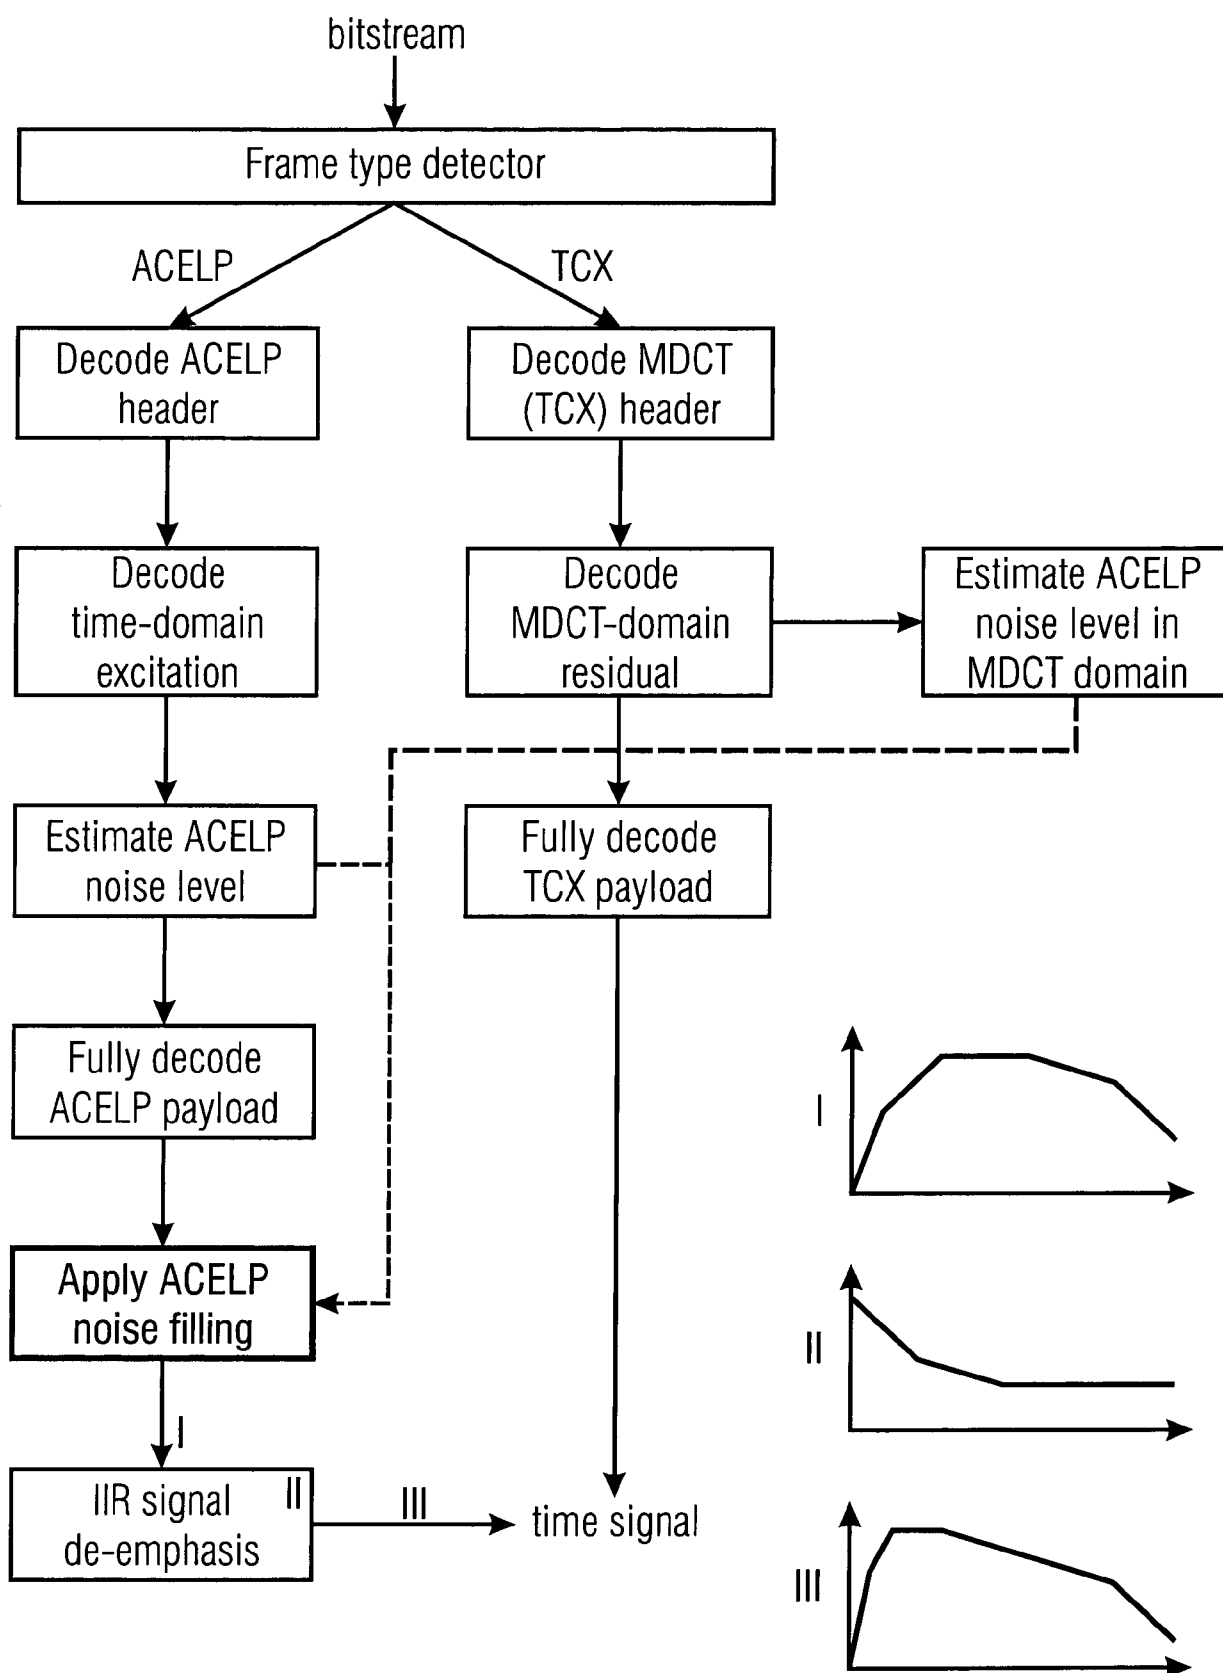 bitstream
Frame type detector
ACELP
TCX
Decode ACELP
header
Decode MDCT
(TCX) header
Decode
time-domain
excitation
Decode
MDCT-domain
residual
Estimate ACELP
noise level in
MDCT domain
Estimate ACELP
noise level
Fully decode
TCX payload
Fully decode
ACELP payload
I
Apply ACELP
noise filling
II
I
IIR signal
de-emphasis
II
III
time signal
III